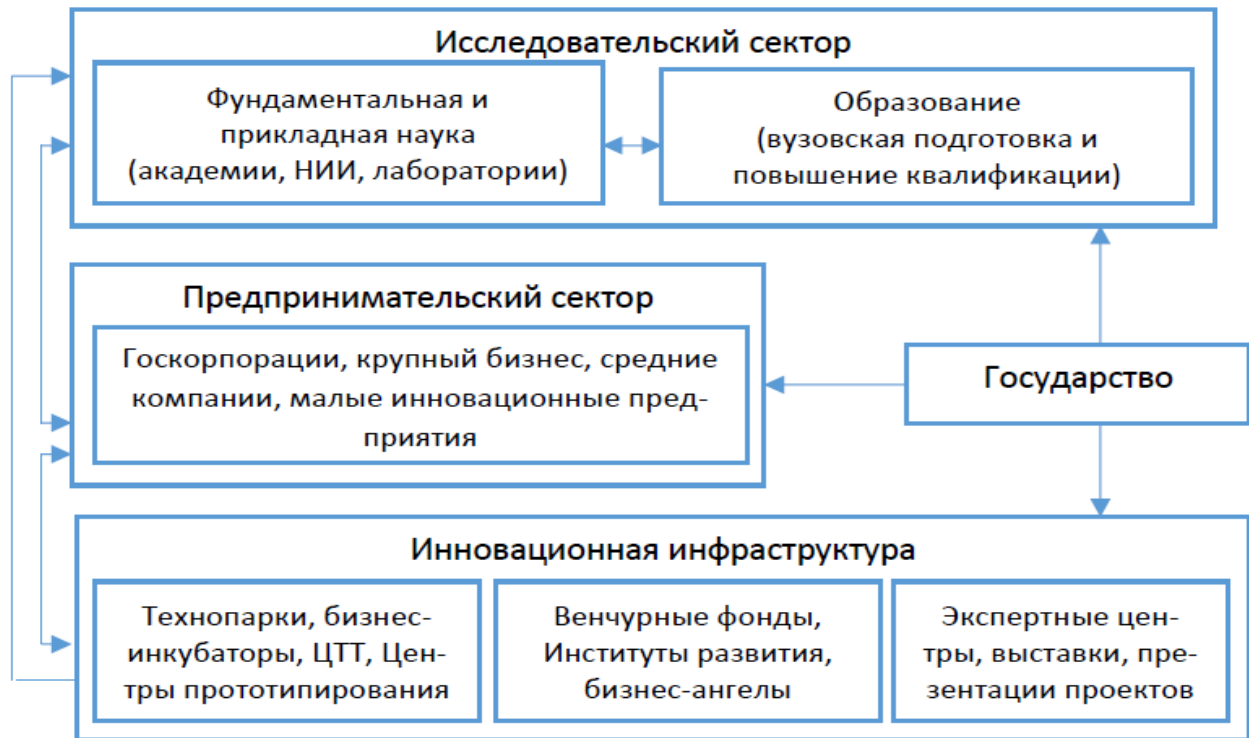 Исследовательский сектор
Фундаментальная и
прикладная наука
(академии, НИИ, лаборатории)
Образование
(вузовская подготовка и
повышение квалификации)
Предпринимательский сектор
Госкорпорации, крупный бизнес, средние
компании, малые инновационные пред-
приятия
Государство
Инновационная инфраструктура
Технопарки, бизнес-
инкубаторы, ЦТТ, Цен-
тры прототипирования
Венчурные фонды,
Институты развития,
бизнес-ангелы
Экспертные цен-
тры, выставки, пре-
зентации проектов